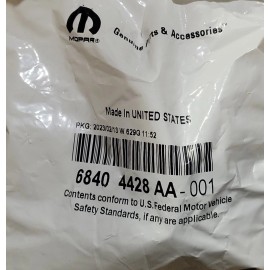 MOPAR®
Genuine Parts & Accessories
Made in UNITED STATES
PKG: 2023/02/13 W 629G 11:52
6840 4428 AA - 001
Contents conform to U.S. Federal Motor Vehicle
Safety Standards, if any are applicable.